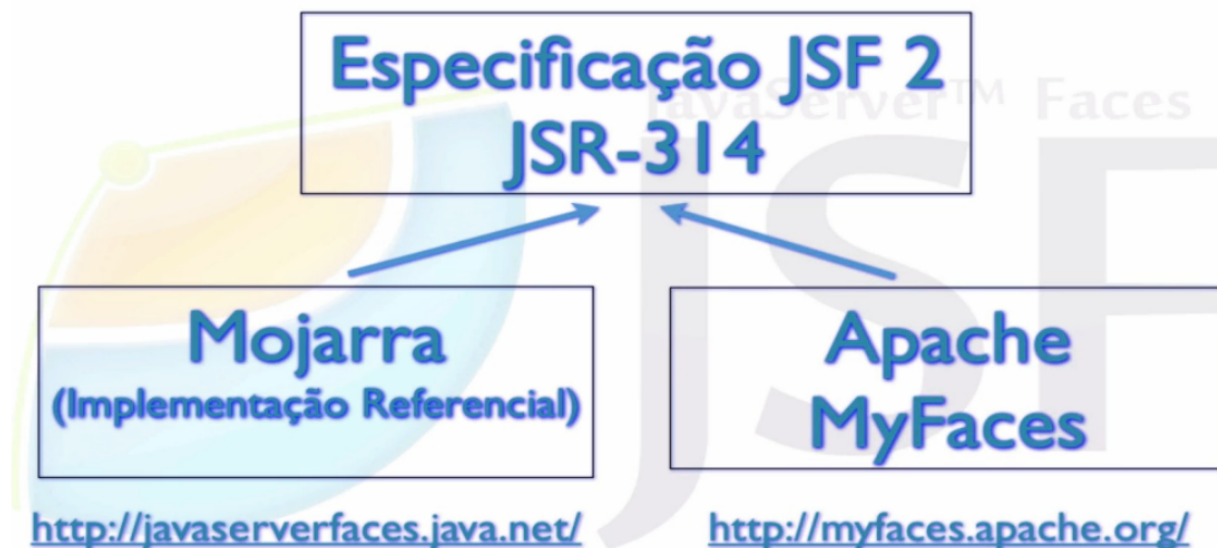 Especificação JSF 2
JSR-314
JavaServer™ Faces
JSF
Mojarra
(Implementação Referencial)
Apache
MyFaces
http://javaserverfaces.java.net/
http://myfaces.apache.org/